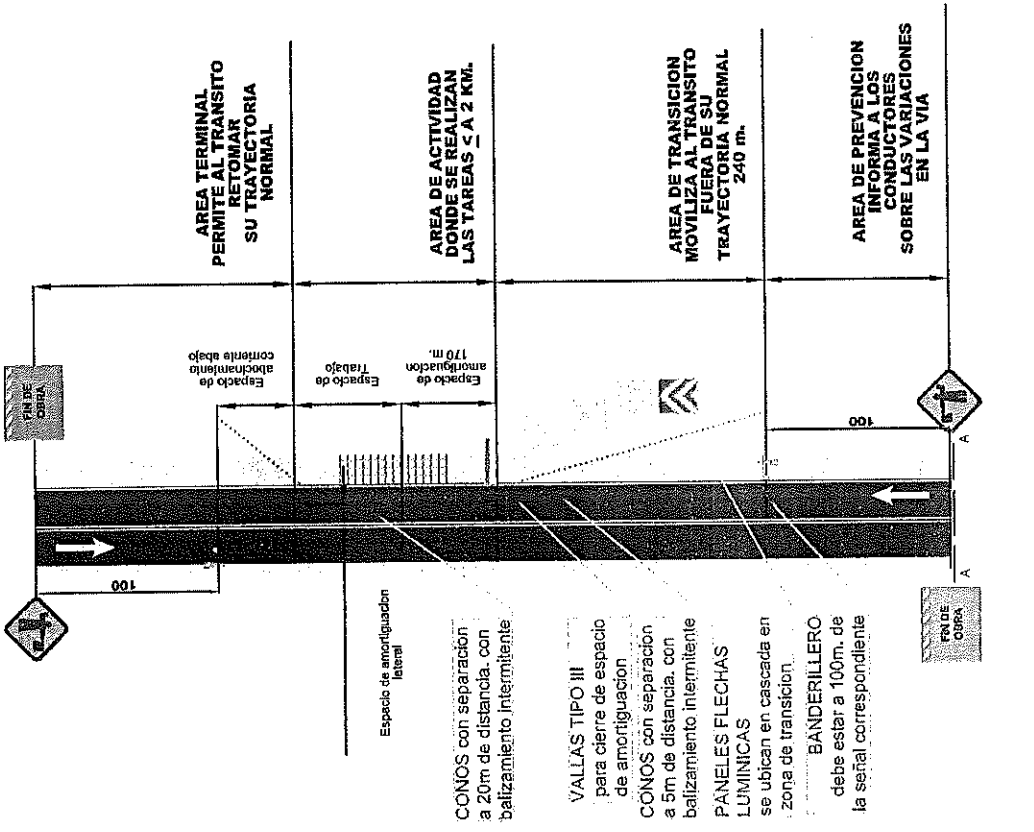 FIN DE
OBRA
AREA TERMINAL
PERMITE AL TRANSITO
RETOMAR
SU TRAYECTORIA
NORMAL
AREA DE ACTIVIDAD
DONDE SE REALIZAN
LAS TAREAS < A 2 KM.
AREA DE TRANSICION
MOVILIZA AL TRANSITO
FUERA DE SU
TRAYECTORIA NORMAL
240 m.
AREA DE PREVENCION
INFORMA A LOS
CONDUCTORES
SOBRE LAS VARIACIONES
EN LA VIA
Espacio de
abocinamiento
corriente abajo
Espacio de
Trabajo
Espacio de
amortiguacion
170 m.
100
100
Espacio de amortiguacion
lateral
CONOS con separacion
a 20m de distancia. con
balizamiento intermitente
VALLAS TIPO III
para cierre de espacio
de amortiguacion
CONOS con separacion
a 5m de distancia. con
balizamiento intermitente
PANELES FLECHAS
LUMINICAS
se ubican en cascada en
zona de transicion
BANDERILLERO
debe estar a 100m. de
la señal correspondiente
FIN DE
OBRA
A
A